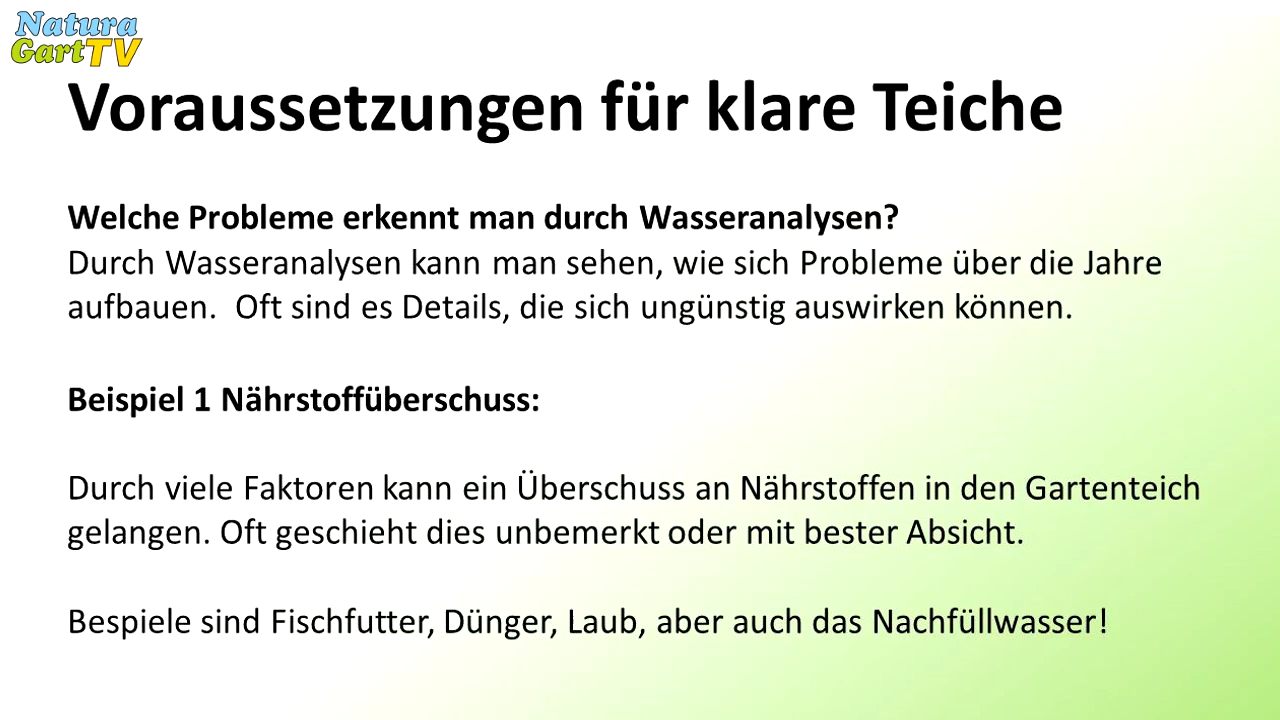 Natura
GartTV
Voraussetzungen für klare Teiche
Welche Probleme erkennt man durch Wasseranalysen?
Durch Wasseranalysen kann man sehen, wie sich Probleme über die Jahre
aufbauen.  Oft sind es Details, die sich ungünstig auswirken können.
Beispiel 1 Nährstoffüberschuss:
Durch viele Faktoren kann ein Überschuss an Nährstoffen in den Gartenteich
gelangen. Oft geschieht dies unbemerkt oder mit bester Absicht.
Bespiele sind Fischfutter, Dünger, Laub, aber auch das Nachfüllwasser!